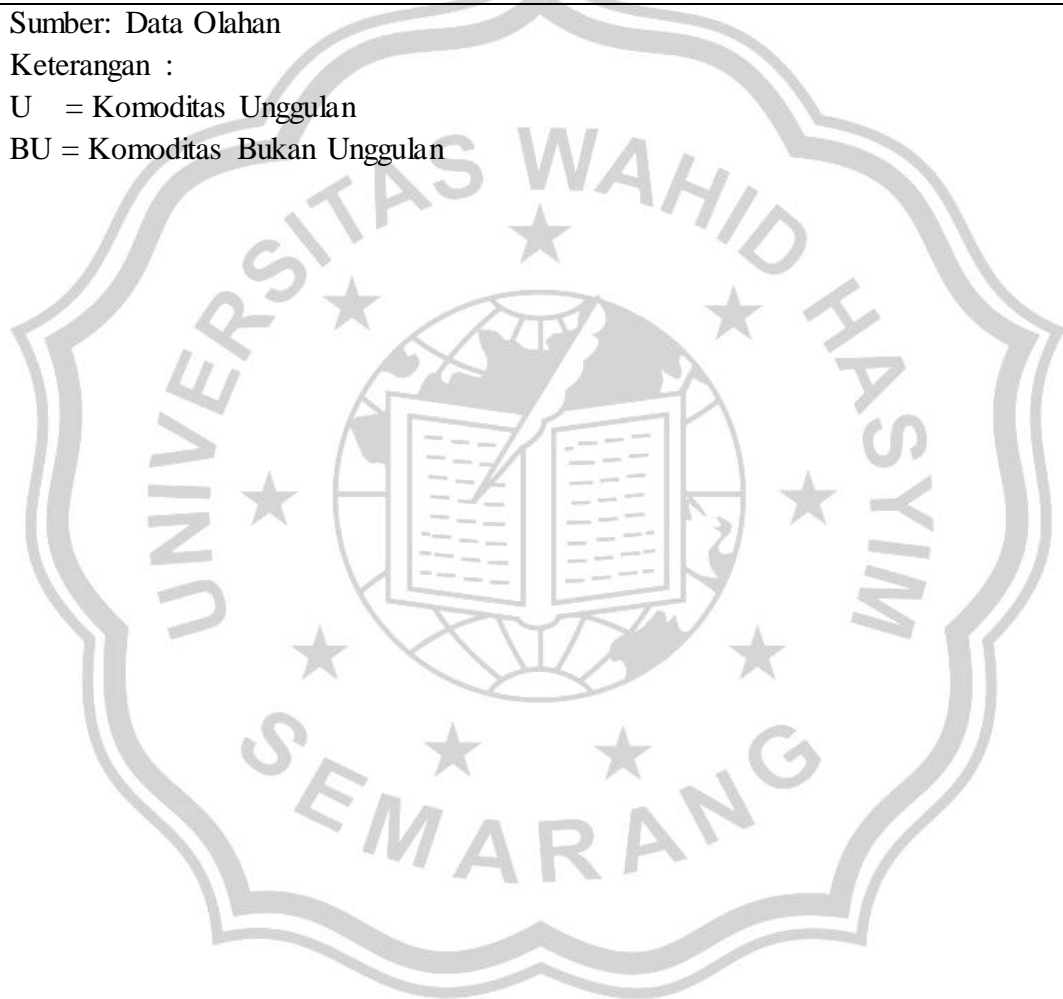 Sumber: Data Olahan
Keterangan :
U = Komoditas Unggulan
BU = Komoditas Bukan Unggulan
UNIVERSITAS WAHID HASYIM
SEMARANG